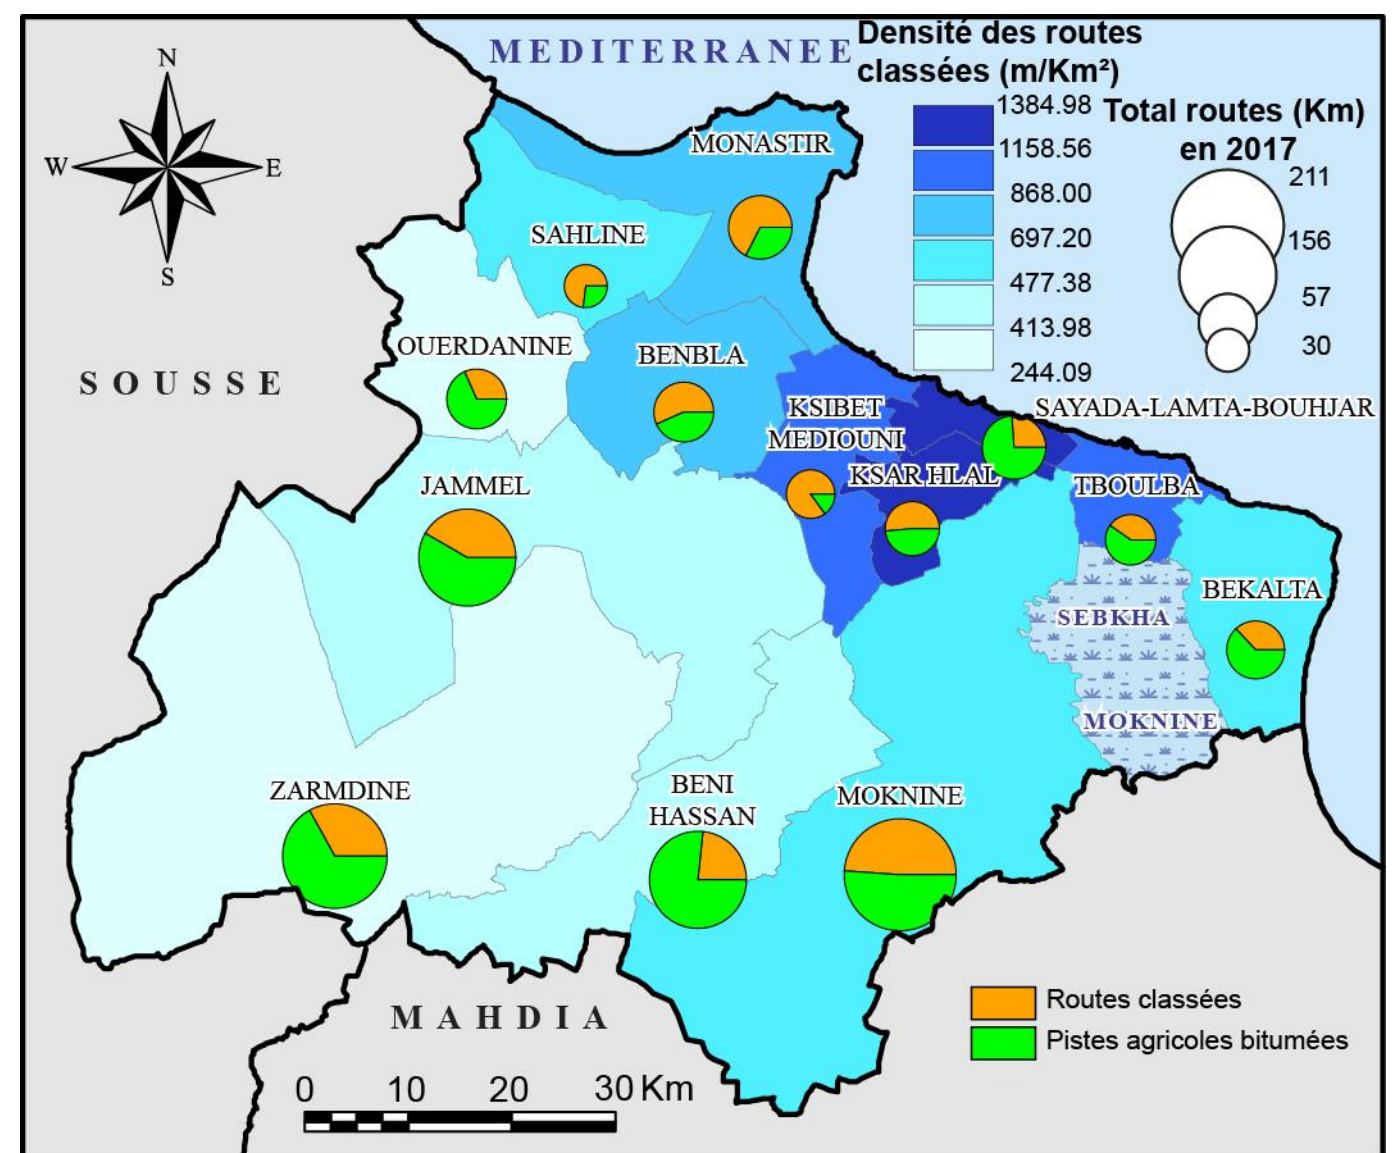 MEDITERRANEE
Densité des routes
classées (m/Km²)
1384.98
1158.56
868.00
697.20
477.38
413.98
244.09
Total routes (Km)
en 2017
211
156
57
30
N
W
E
S
MONASTIR
SAHLINE
OUERDANINE
BENBLA
SOUSSE
KSIBET
MEDIOUNI
SAYADA-LAMTA-BOUHJAR
KSAR HLAL
TBOULBA
JAMMEL
BEKALTA
SEBKHA
MOKNINE
ZARMDINE
BENI
HASSAN
MOKNINE
MAHDIA
Routes classées
Pistes agricoles bitumées
0 10 20 30 Km